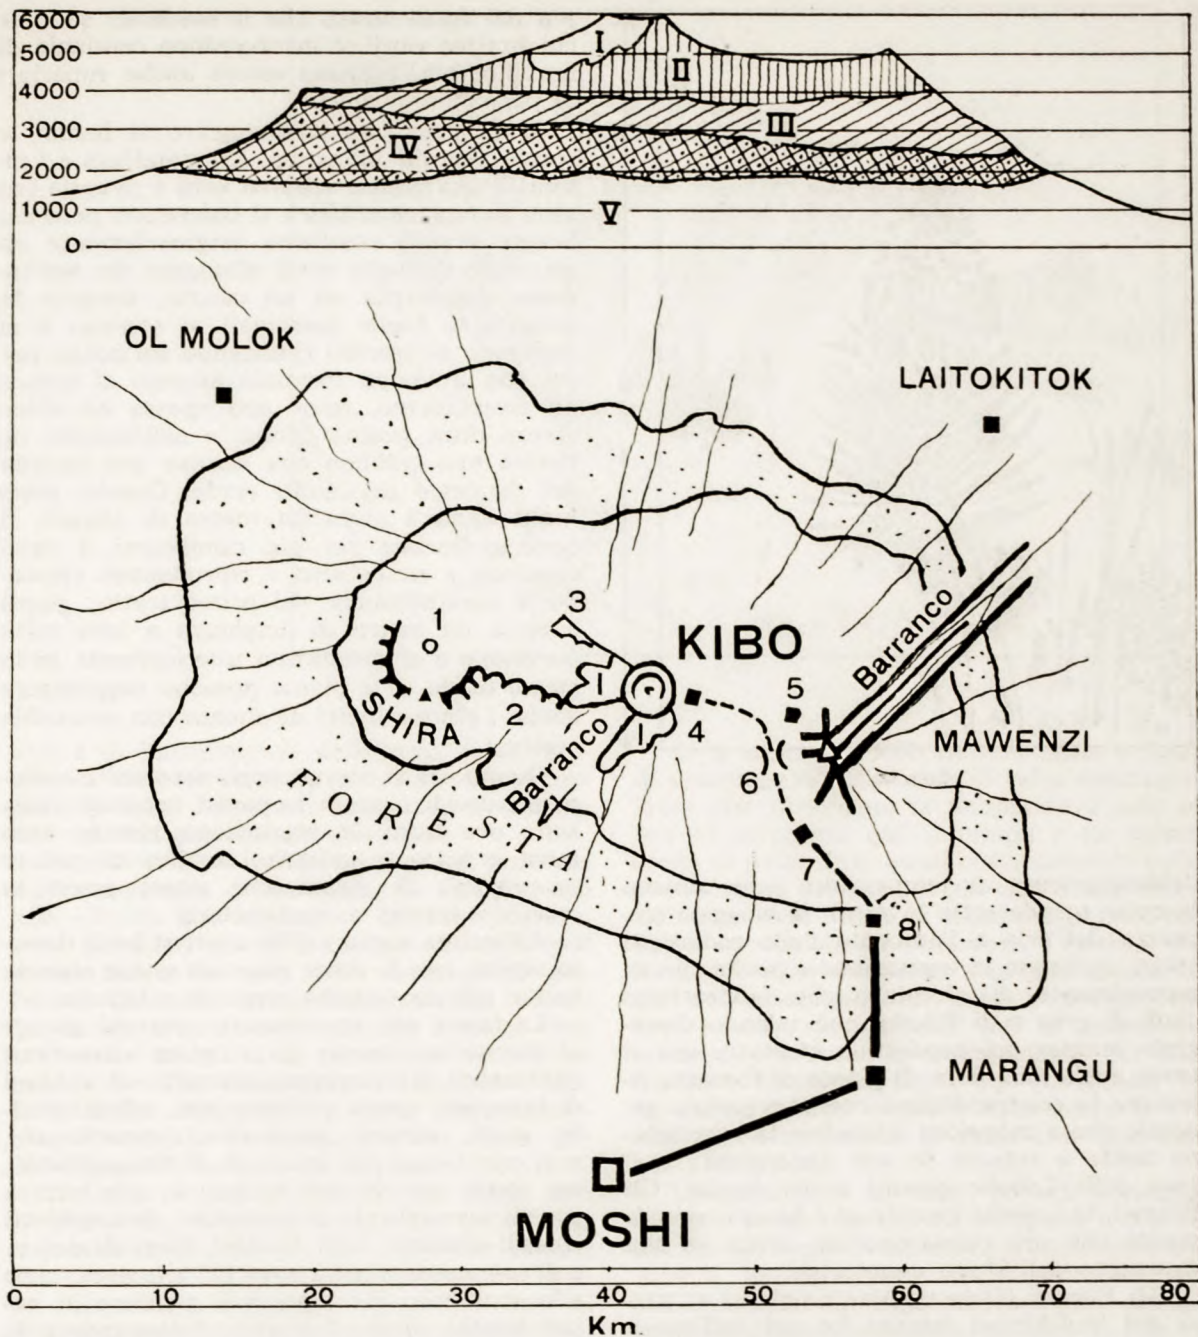 6000
5000
4000
3000
2000
1000
0
I
II
III
IV
V
OL MOLOK
LAITOKITOK
3
1
KIBO
Barranco
I
5
SHIRA
2
I
4
MAWENZI
Barranco
6
FORESTA
7
8
MARANGU
MOSHI
0 10 20 30 40 50 60 70 80
Km.